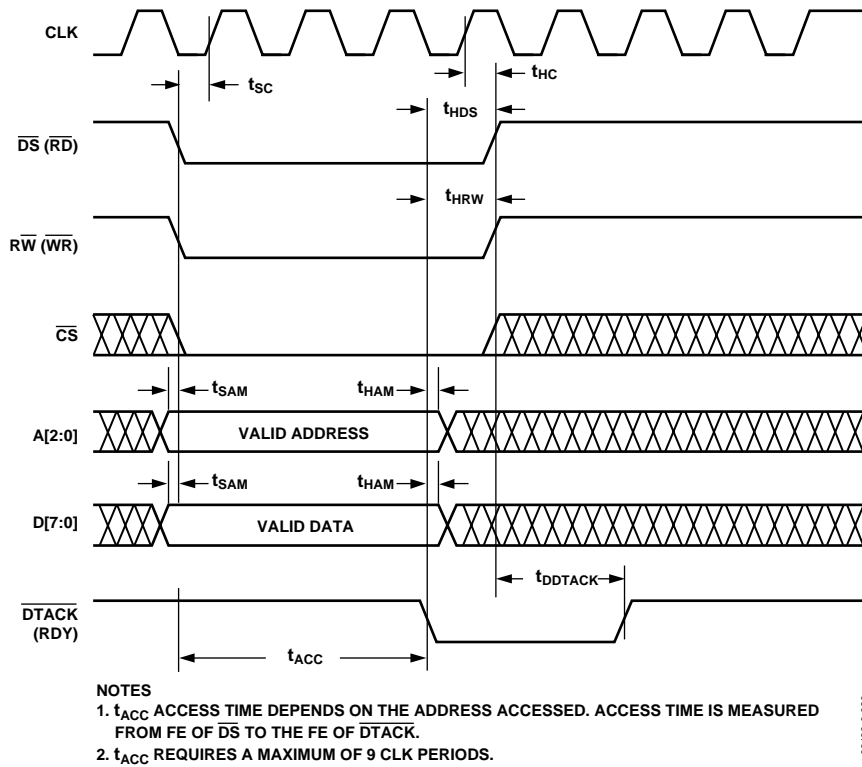 CLK
tSC
tHC
tHDS
DS (RD)
tHRW
RW (WR)
CS
tSAM
tHAM
A[2:0]
VALID ADDRESS
tSAM
tHAM
D[7:0]
VALID DATA
tDDTACK
DTACK
(RDY)
tACC
NOTES
1. tACC ACCESS TIME DEPENDS ON THE ADDRESS ACCESSED. ACCESS TIME IS MEASURED
FROM FE OF DS TO THE FE OF DTACK.
2. tACC REQUIRES A MAXIMUM OF 9 CLK PERIODS.